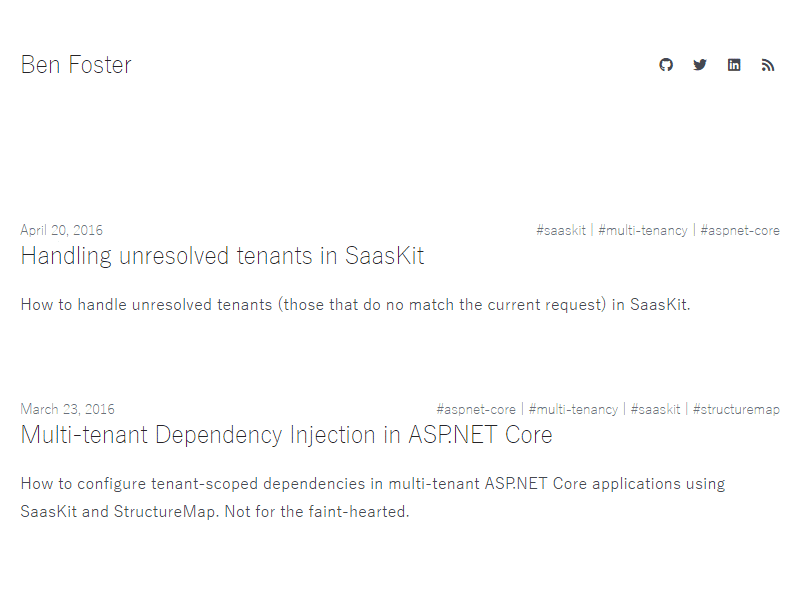 Ben Foster
April 20, 2016 #saaskit | #multi-tenancy | #aspnet-core
Handling unresolved tenants in SaasKit
How to handle unresolved tenants (those that do no match the current request) in SaasKit.
March 23, 2016 #aspnet-core | #multi-tenancy | #saaskit | #structuremap
Multi-tenant Dependency Injection in ASP.NET Core
How to configure tenant-scoped dependencies in multi-tenant ASP.NET Core applications using
SaasKit and StructureMap. Not for the faint-hearted.